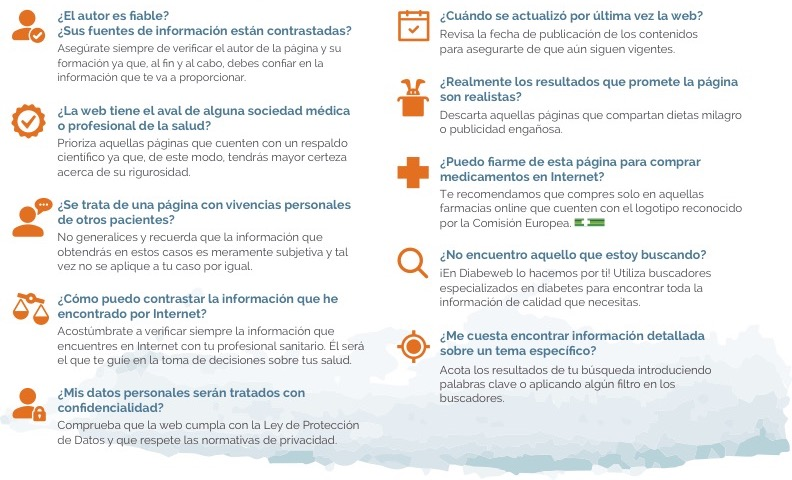 ¿El autor es fiable?
¿Sus fuentes de información están contrastadas?
Asegúrate siempre de verificar el autor de la página y su
formación ya que, al fin y al cabo, debes confiar en la
información que te va a proporcionar.
¿La web tiene el aval de alguna sociedad médica
o profesional de la salud?
Prioriza aquellas páginas que cuenten con un respaldo
científico ya que, de este modo, tendrás mayor certeza
acerca de su rigurosidad.
¿Se trata de una página con vivencias personales
de otros pacientes?
No generalices y recuerda que la información que
obtendrás en estos casos es meramente subjetiva y tal
vez no se aplique a tu caso por igual.
¿Cómo puedo contrastar la información que he
encontrado por Internet?
Acostúmbrate a verificar siempre la información que
encuentres en Internet con tu profesional sanitario. Él será
el que te guíe en la toma de decisiones sobre tus salud.
¿Mis datos personales serán tratados con
confidencialidad?
Comprueba que la web cumpla con la Ley de Protección
de Datos y que respete las normativas de privacidad.
¿Cuándo se actualizó por última vez la web?
Revisa la fecha de publicación de los contenidos
para asegurarte de que aún siguen vigentes.
¿Realmente los resultados que promete la página
son realistas?
Descarta aquellas páginas que compartan dietas milagro
o publicidad engañosa.
¿Puedo fiarme de esta página para comprar
medicamentos en Internet?
Te recomendamos que compres solo en aquellas
farmacias online que cuenten con el logotipo reconocido
por la Comisión Europea.
¿No encuentro aquello que estoy buscando?
¡En Diabeweb lo hacemos por ti! Utiliza buscadores
especializados en diabetes para encontrar toda la
información de calidad que necesitas.
¿Me cuesta encontrar información detallada
sobre un tema específico?
Acota los resultados de tu búsqueda introduciendo
palabras clave o aplicando algún filtro en los
buscadores.